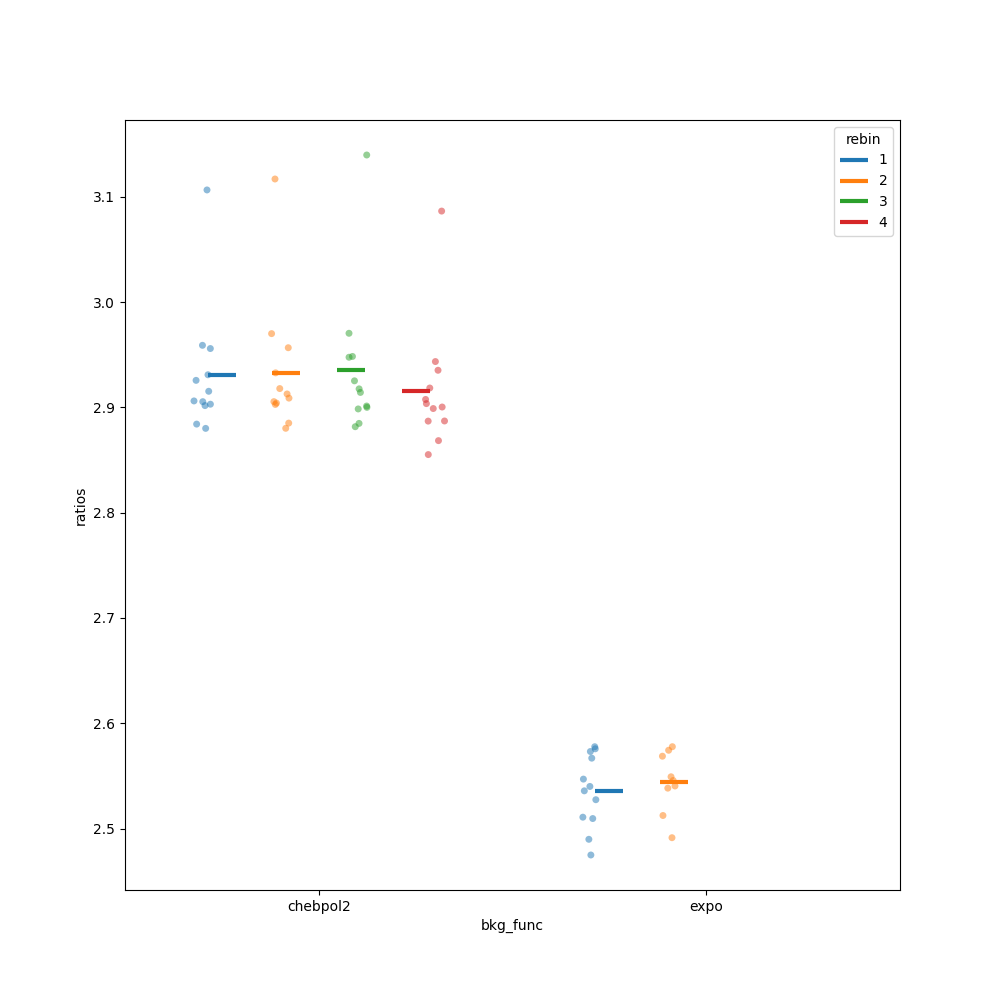 rebin
1
2
3
4
3.1
3.0
2.9
2.8
2.7
2.6
2.5
ratios
chebpol2
expo
bkg_func